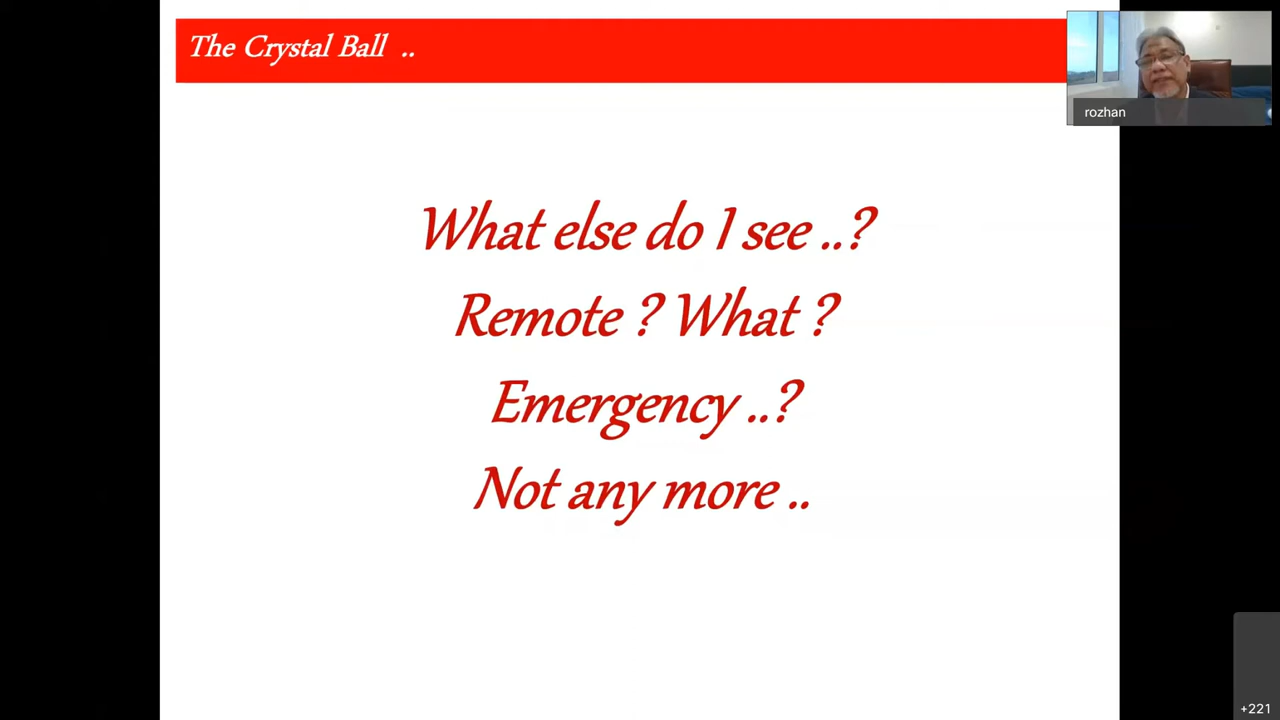 The Crystal Ball ..
rozhan
What else do I see ..?
Remote ? What ?
Emergency ..?
Not any more ..
+221